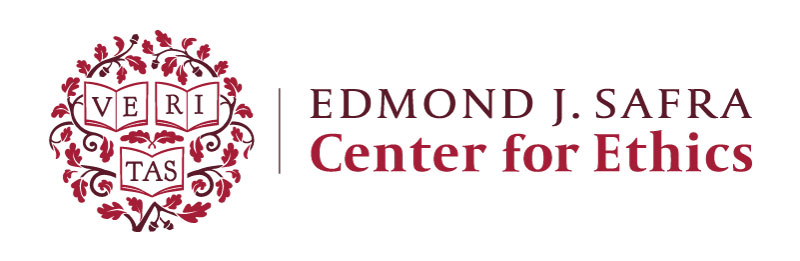 VE RI
TAS
EDMOND J. SAFRA
Center for Ethics